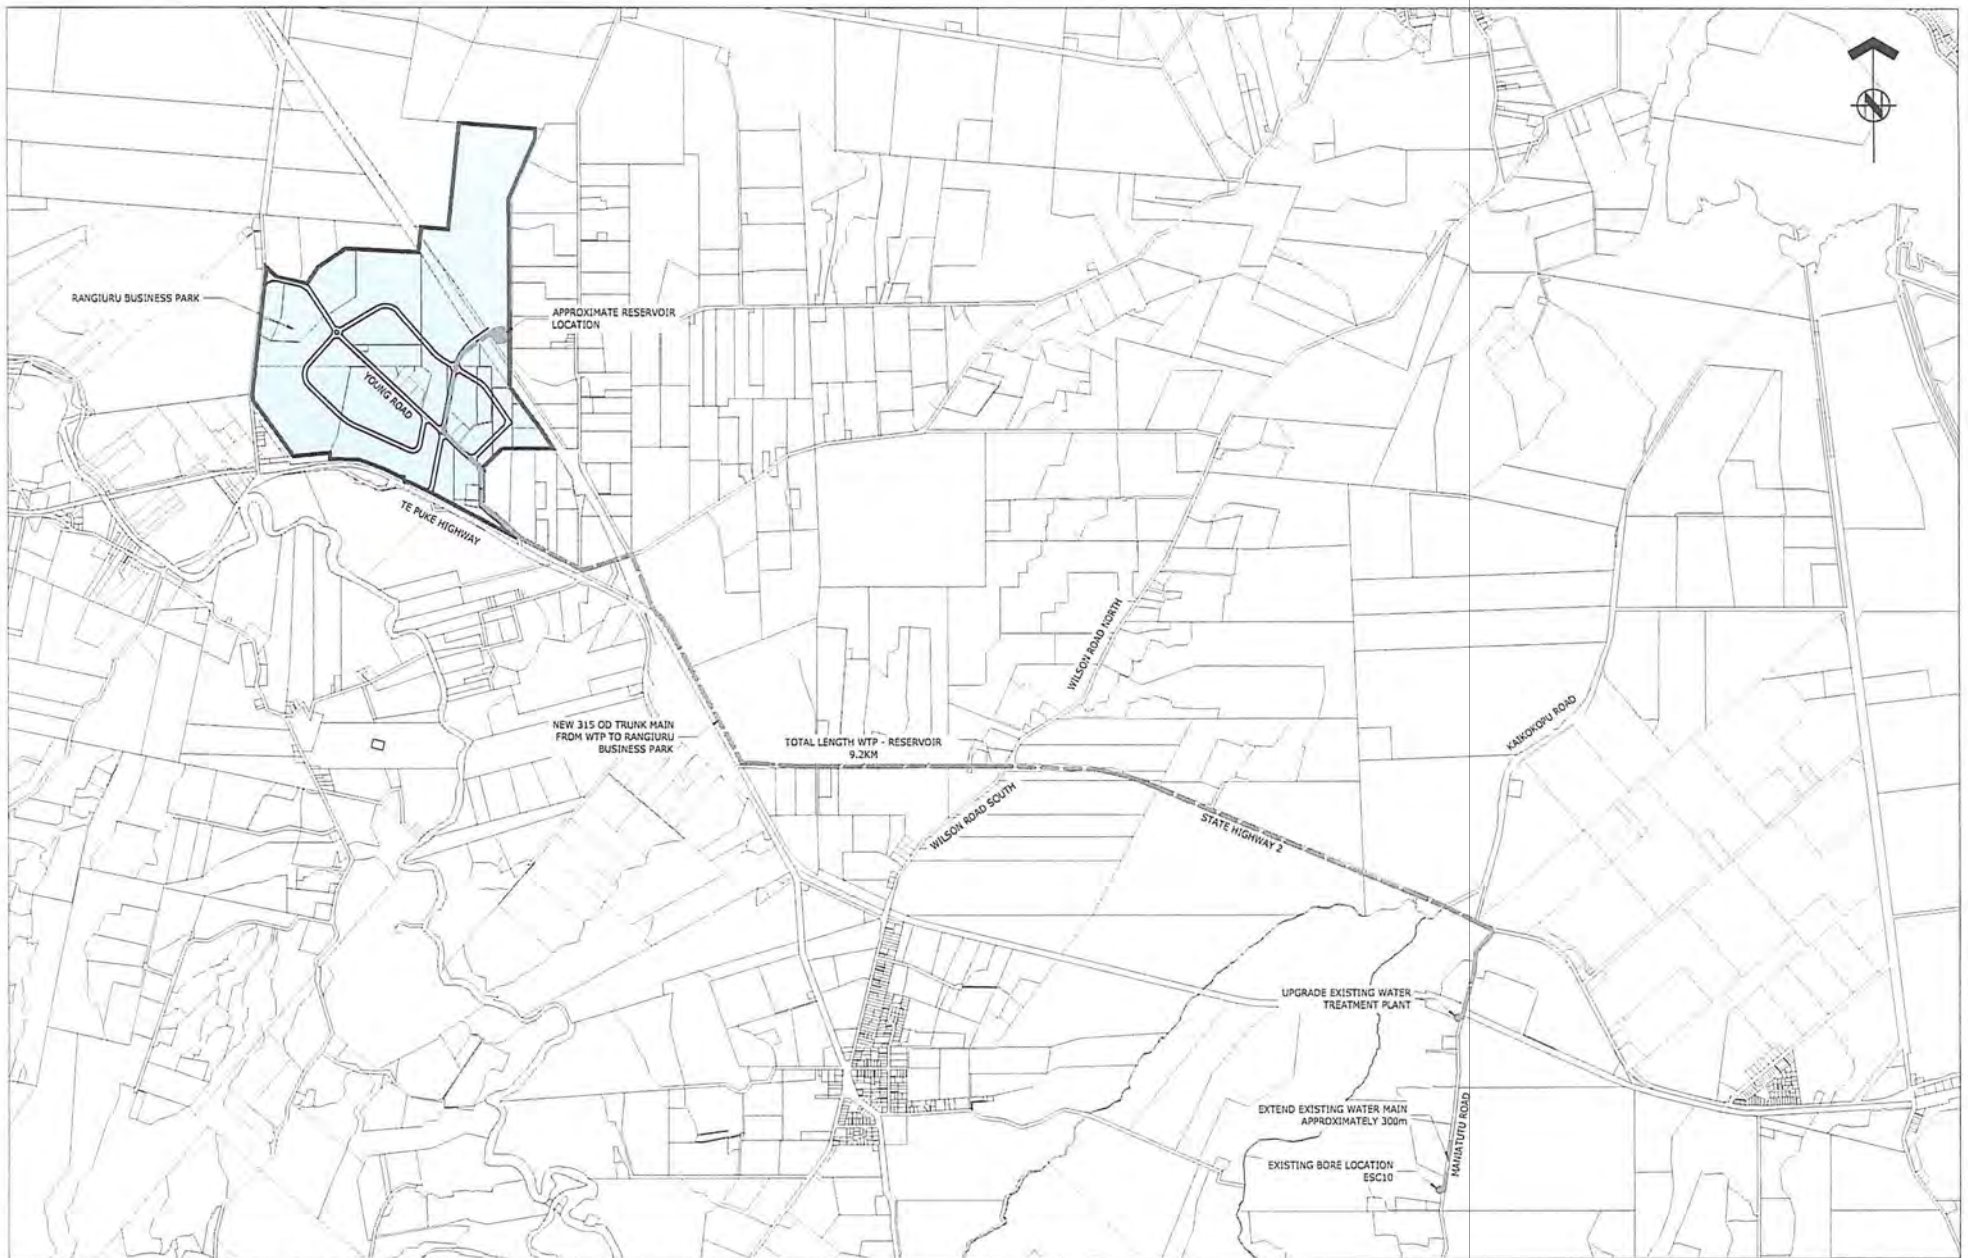 N
RANGIURU BUSINESS PARK
APPROXIMATE RESERVOIR
LOCATION
YOUNG ROAD
TE PUKE HIGHWAY
WILSON ROAD NORTH
NEW 315 OD TRUNK MAIN
FROM WTP TO RANGIURU
BUSINESS PARK
TOTAL LENGTH WTP - RESERVOIR
9.2KM
KAIKOKOPU ROAD
WILSON ROAD SOUTH
STATE HIGHWAY 2
UPGRADE EXISTING WATER
TREATMENT PLANT
EXTEND EXISTING WATER MAIN
APPROXIMATELY 300m
MANIATUTU ROAD
EXISTING BORE LOCATION
ESC10